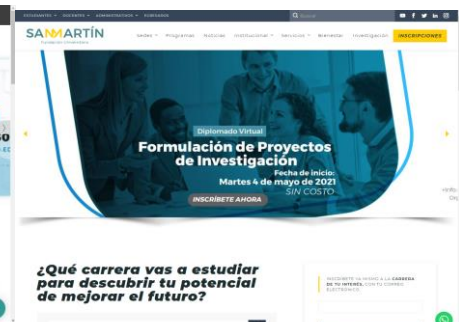 ESTUDIANTES DOCENTES ADMINISTRATIVOS EGRESADOS
SANMARTÍN
Fundación Universitaria
Sedes Programas Noticias Institucional Servicios Bienestar Investigación INSCRIPCIONES
Diplomado Virtual
Formulación de Proyectos
de Investigación
Fecha de inicio:
Martes 4 de mayo de 2021
SIN COSTO
INSCRÍBETE AHORA
¿Qué carrera vas a estudiar
para descubrir tu potencial
de mejorar el futuro?
INSCRÍBETE YA MISMO A LA CARRERA
DE TU INTERÉS, CON TU CORREO
ELECTRÓNICO.